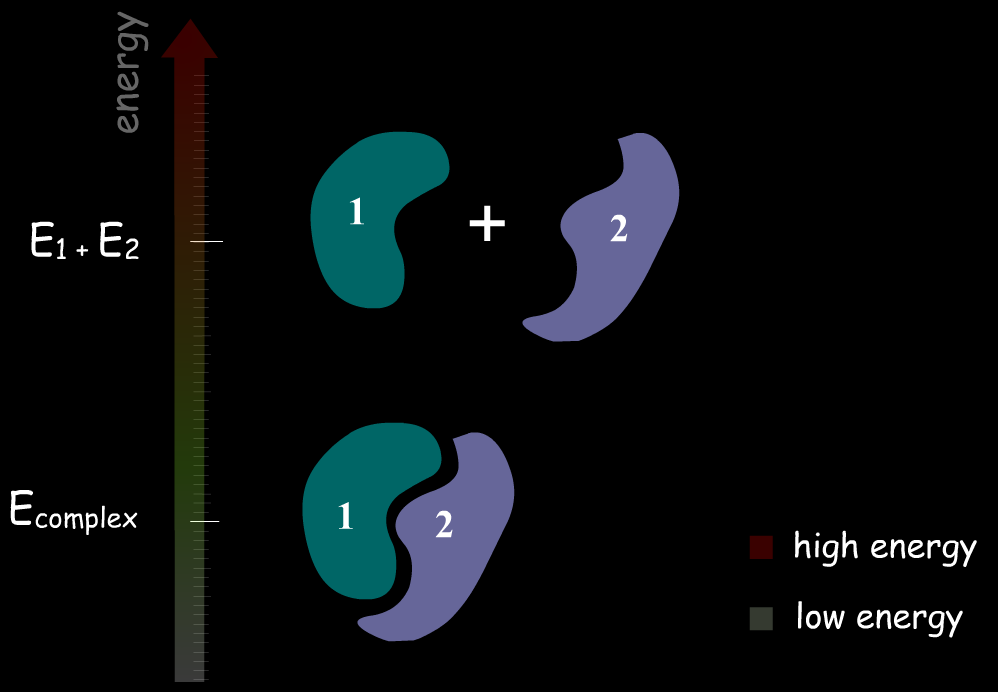 energy
1
2
+
E1 + E2
1
2
Ecomplex
high energy
low energy